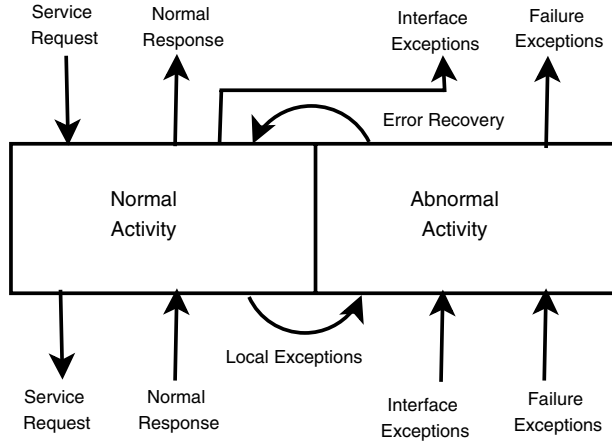 Service
Request
Normal
Response
Interface
Exceptions
Failure
Exceptions
Error Recovery
Normal
Activity
Abnormal
Activity
Local Exceptions
Service
Request
Normal
Response
Interface
Exceptions
Failure
Exceptions